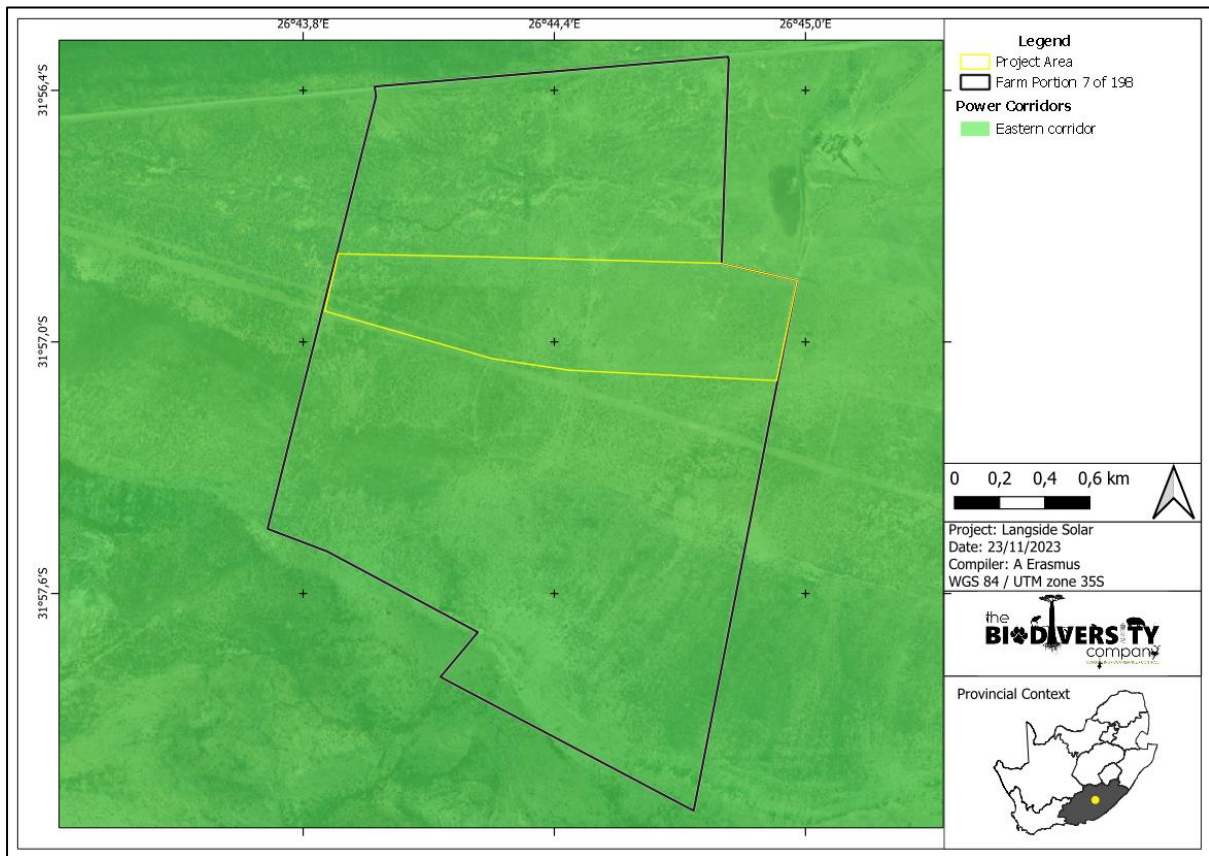 26°43,8'E 26°44,4'E 26°45,0'E
31°56,4'S
31°57,0'S
31°57,6'S
Legend
Project Area
Farm Portion 7 of 198
Power Corridors
Eastern corridor
0 0,2 0,4 0,6 km
Project: Langside Solar
Date: 23/11/2023
Compiler: A Erasmus
WGS 84 / UTM zone 35S
the
BIODIVERSITY
company
Provincial Context